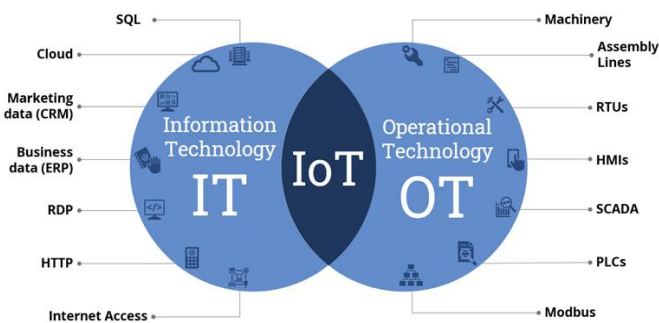 SQL
Cloud
Marketing
data (CRM)
Business
data (ERP)
RDP
HTTP
Internet Access
Information
Technology
IT
IoT
Operational
Technology
OT
Machinery
Assembly
Lines
RTUs
HMIs
SCADA
PLCs
Modbus